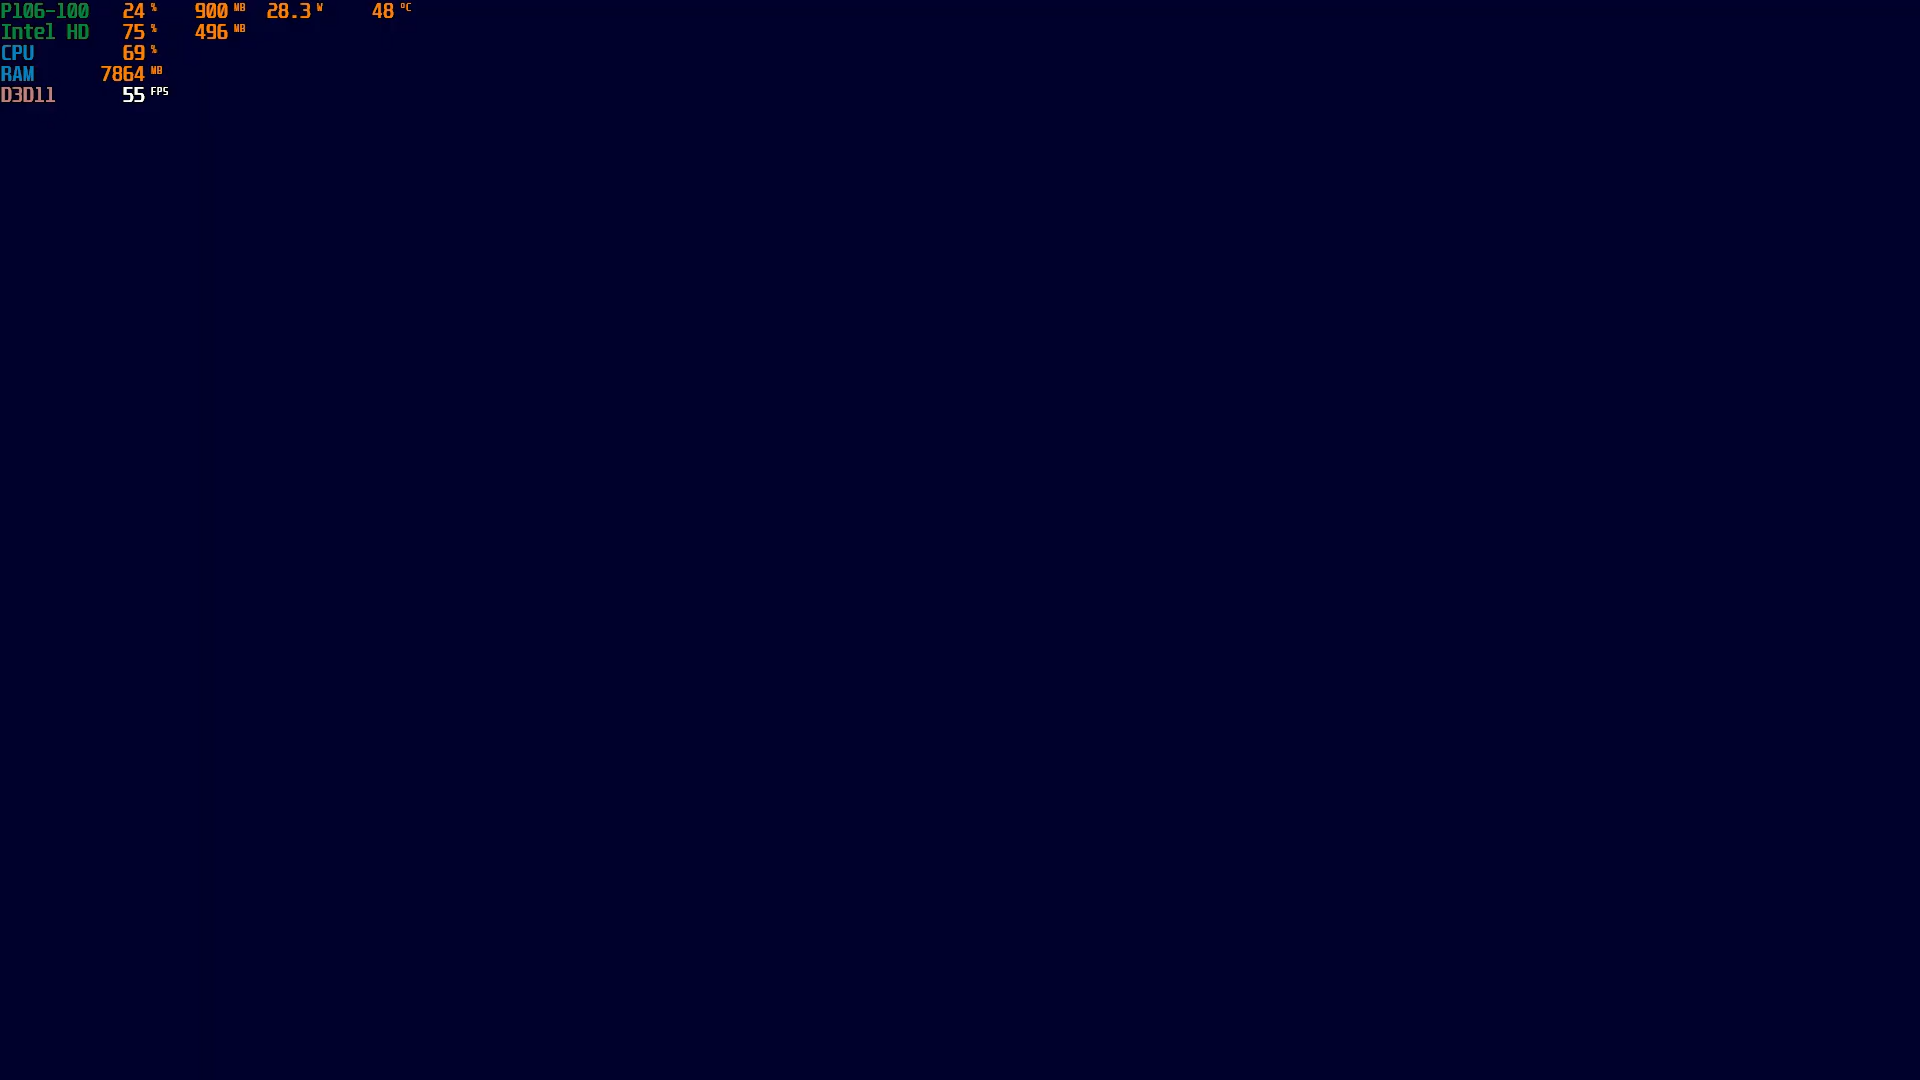 P106-100 24 % 900 MB 28.3 W 48 °C
Intel HD 75 % 496 MB
CPU 69 %
RAM 7864 MB
D3D11 55 FPS